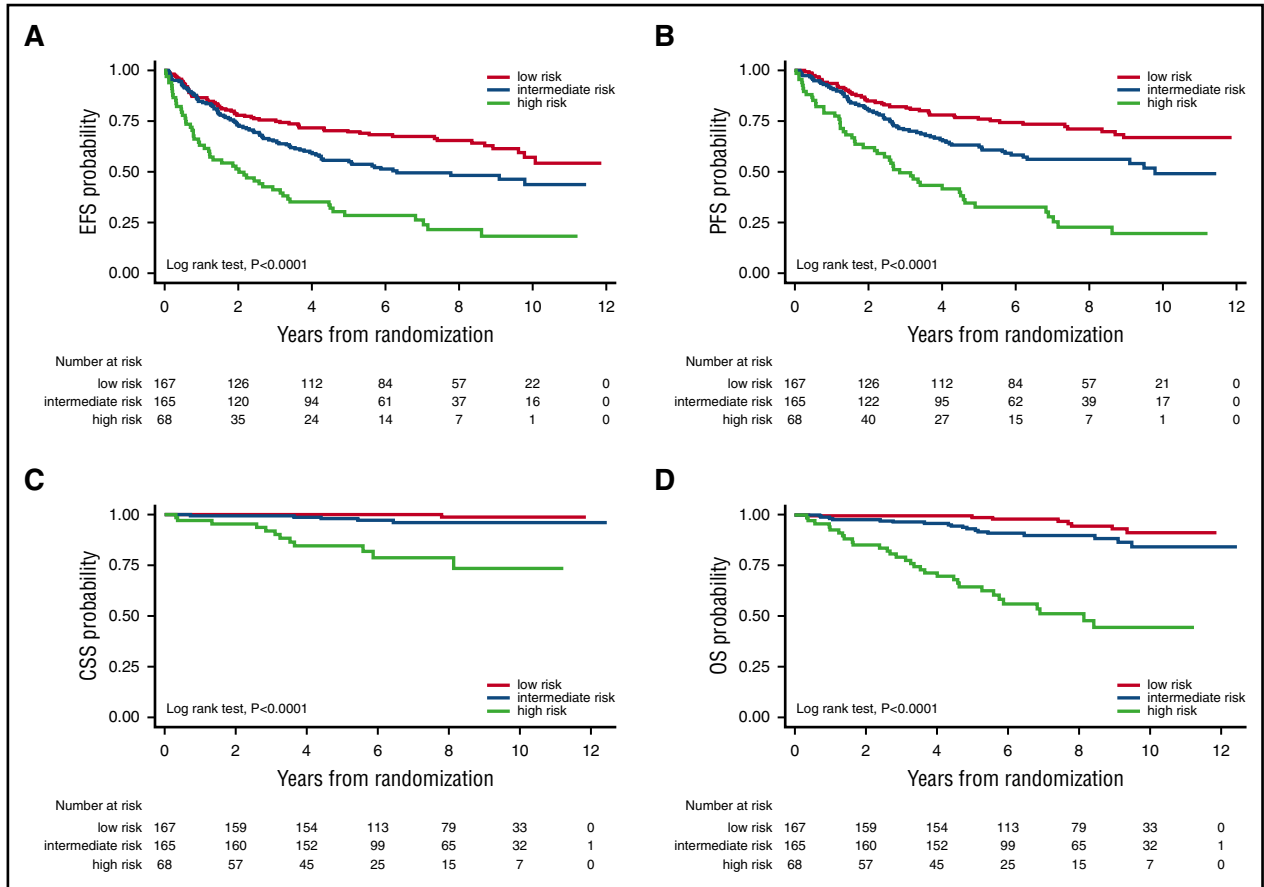 A
EFS probability
1.00
0.75
0.50
0.25
0.00
low risk
intermediate risk
high risk
Log rank test, P<0.0001
0 2 4 6 8 10 12
Years from randomization
Number at risk
low risk 167 126 112 84 57 22 0
intermediate risk 165 120 94 61 37 16 0
high risk 68 35 24 14 7 1 0
B
PFS probability
1.00
0.75
0.50
0.25
0.00
low risk
intermediate risk
high risk
Log rank test, P<0.0001
0 2 4 6 8 10 12
Years from randomization
Number at risk
low risk 167 126 112 84 57 21 0
intermediate risk 165 122 95 62 39 17 0
high risk 68 40 27 15 7 1 0
C
CSS probability
1.00
0.75
0.50
0.25
0.00
low risk
intermediate risk
high risk
Log rank test, P<0.0001
0 2 4 6 8 10 12
Years from randomization
Number at risk
low risk 167 159 154 113 79 33 0
intermediate risk 165 160 152 99 65 32 1
high risk 68 57 45 25 15 7 0
D
OS probability
1.00
0.75
0.50
0.25
0.00
low risk
intermediate risk
high risk
Log rank test, P<0.0001
0 2 4 6 8 10 12
Years from randomization
Number at risk
low risk 167 159 154 113 79 33 0
intermediate risk 165 160 152 99 65 32 1
high risk 68 57 45 25 15 7 0